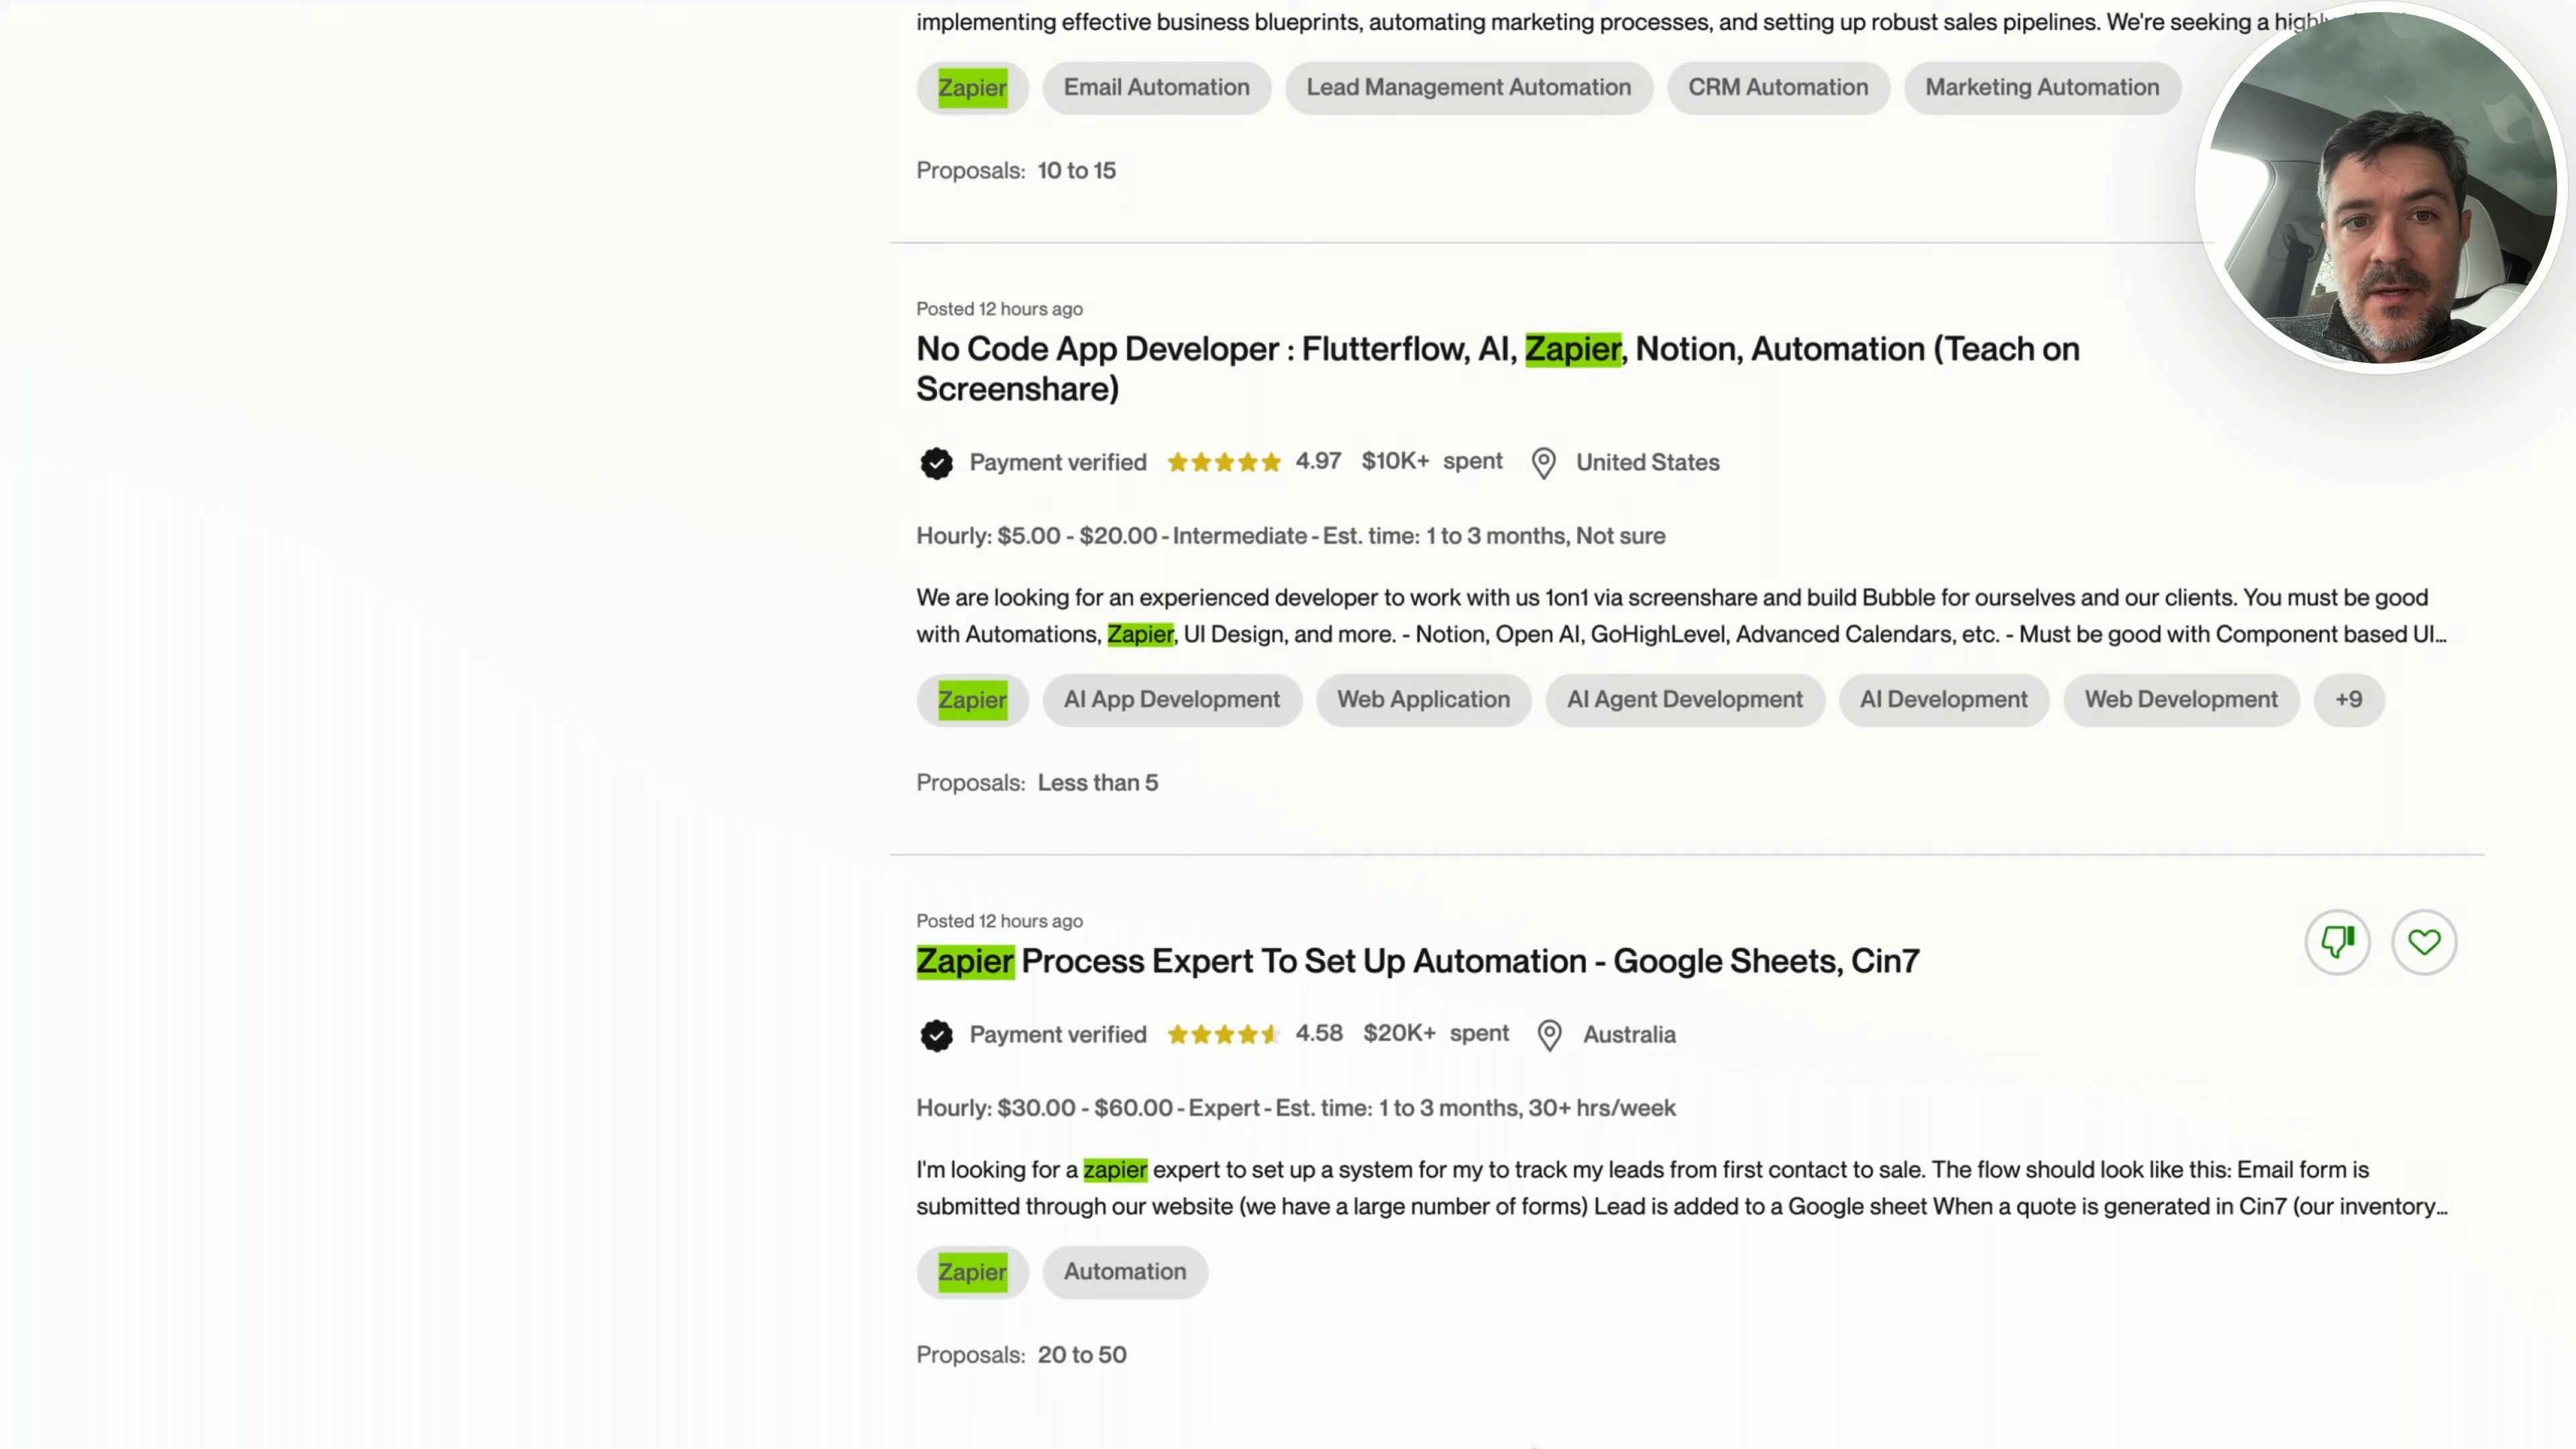 implementing effective business blueprints, automating marketing processes, and setting up robust sales pipelines. We're seeking a highly
Zapier Email Automation Lead Management Automation CRM Automation Marketing Automation
Proposals: 10 to 15
Posted 12 hours ago
No Code App Developer : Flutterflow, AI, Zapier, Notion, Automation (Teach on
Screenshare)
Payment verified 4.97 $10K+ spent United States
Hourly: $5.00 - $20.00 - Intermediate - Est. time: 1 to 3 months, Not sure
We are looking for an experienced developer to work with us 1on1 via screenshare and build Bubble for ourselves and our clients. You must be good
with Automations, Zapier, UI Design, and more. - Notion, Open AI, GoHighLevel, Advanced Calendars, etc. - Must be good with Component based UI...
Zapier AI App Development Web Application AI Agent Development AI Development Web Development +9
Proposals: Less than 5
Posted 12 hours ago
Zapier Process Expert To Set Up Automation - Google Sheets, Cin7
Payment verified 4.58 $20K+ spent Australia
Hourly: $30.00 - $60.00 - Expert - Est. time: 1 to 3 months, 30+ hrs/week
I'm looking for a zapier expert to set up a system for my to track my leads from first contact to sale. The flow should look like this: Email form is
submitted through our website (we have a large number of forms) Lead is added to a Google sheet When a quote is generated in Cin7 (our inventory...
Zapier Automation
Proposals: 20 to 50